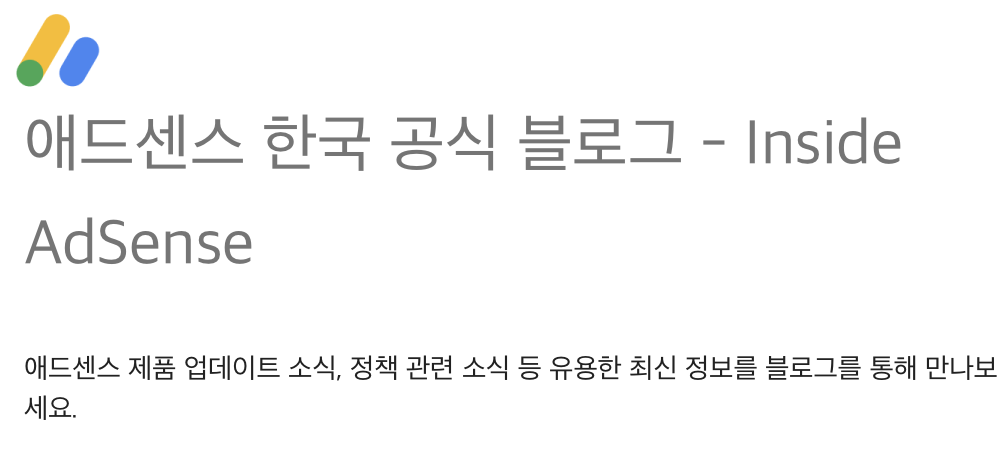 애드센스 한국 공식 블로그 - Inside
AdSense
애드센스 제품 업데이트 소식, 정책 관련 소식 등 유용한 최신 정보를 블로그를 통해 만나보
세요.